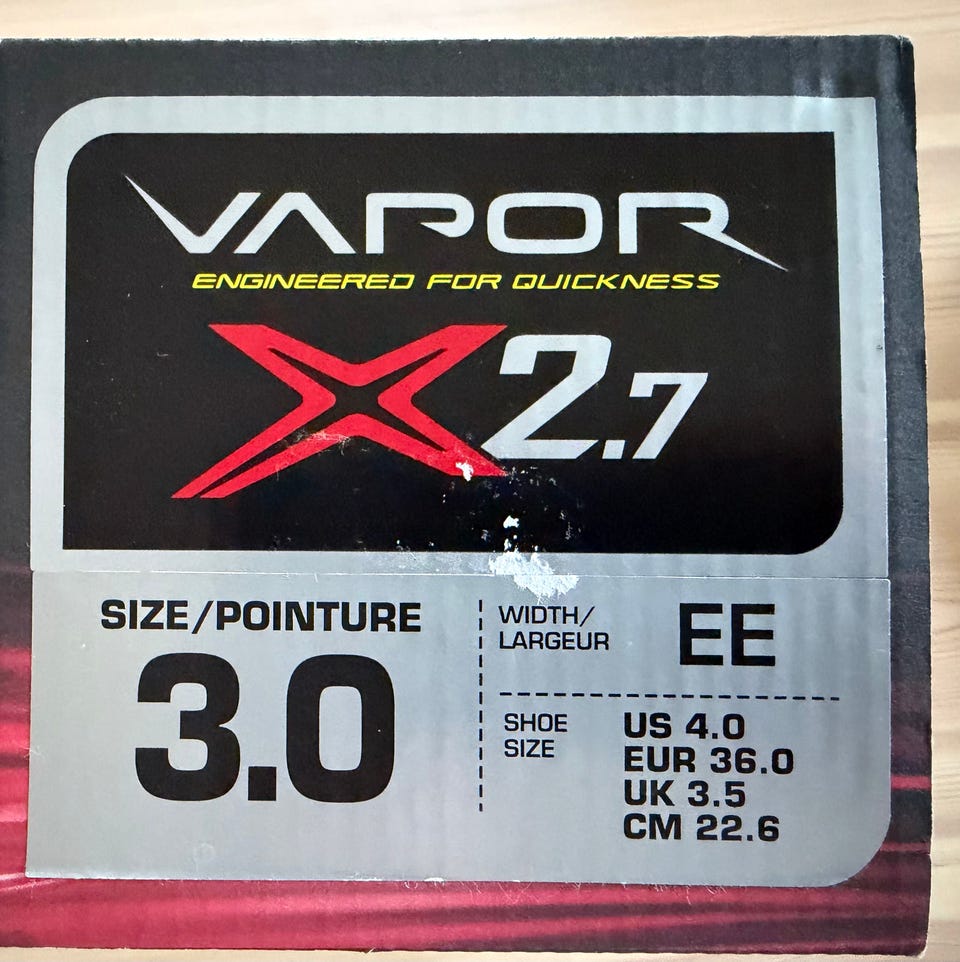 VAPOR
ENGINEERED FOR QUICKNESS
X2.7
SIZE/POINTURE
3.0
WIDTH/
LARGEUR
EE
SHOE
SIZE
US 4.0
EUR 36.0
UK 3.5
CM 22.6